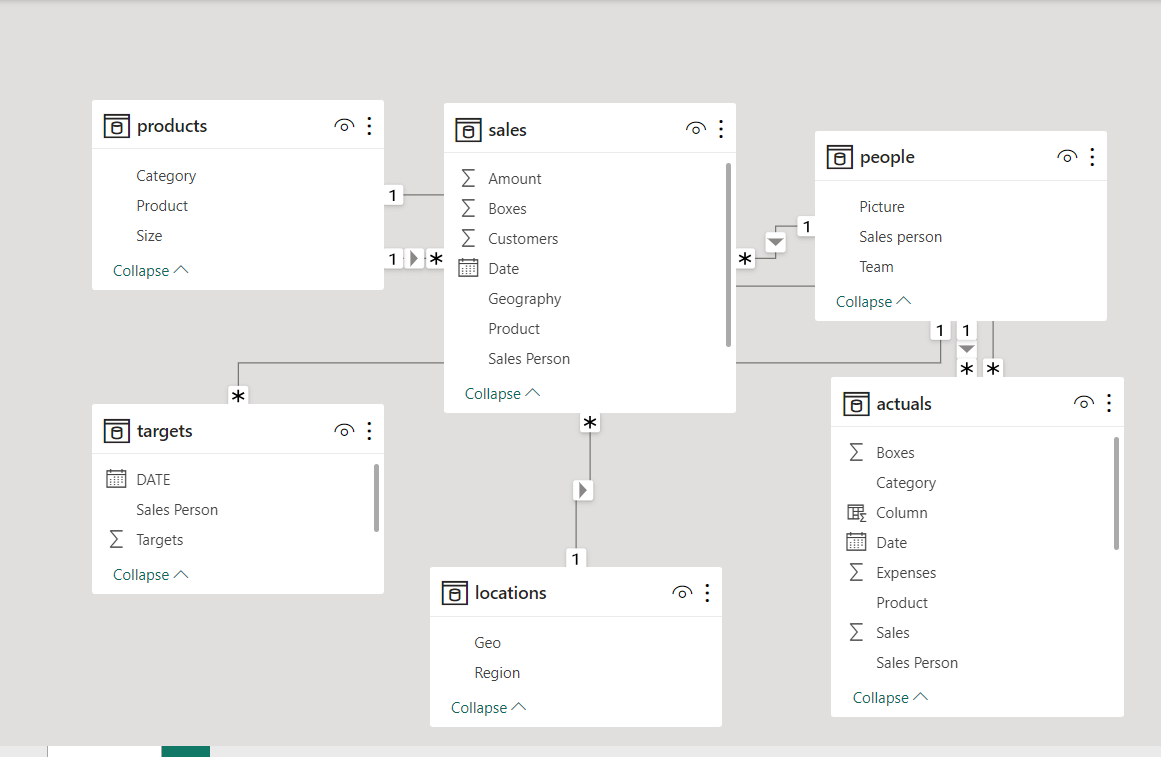 products
Category
Product
Size
Collapse
sales
Amount
Boxes
Customers
Date
Geography
Product
Sales Person
Collapse
people
Picture
Sales person
Team
Collapse
1
1
*
*
1
1
1
*
*
*
*
1
targets
DATE
Sales Person
Targets
Collapse
locations
Geo
Region
Collapse
actuals
Boxes
Category
Column
Date
Expenses
Product
Sales
Sales Person
Collapse